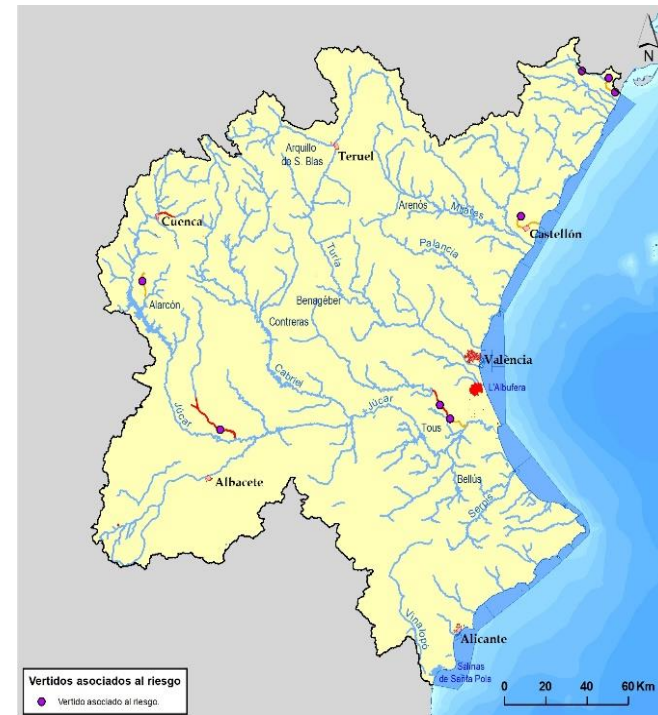 N
Arquillo
de S. Blas
Teruel
Cuenca
Arenós
Mijares
Castellón
Palancia
Turia
Alarcón
Benagéber
Contreras
València
Cabriel
L'Albufera
Júcar
Júcar
Tous
Albacete
Bellús
Serpis
Vinalopó
Alicante
Salinas
de Santa Pola
Vertidos asociados al riesgo
Vertido asociado al riesgo.
0 20 40 60 Km